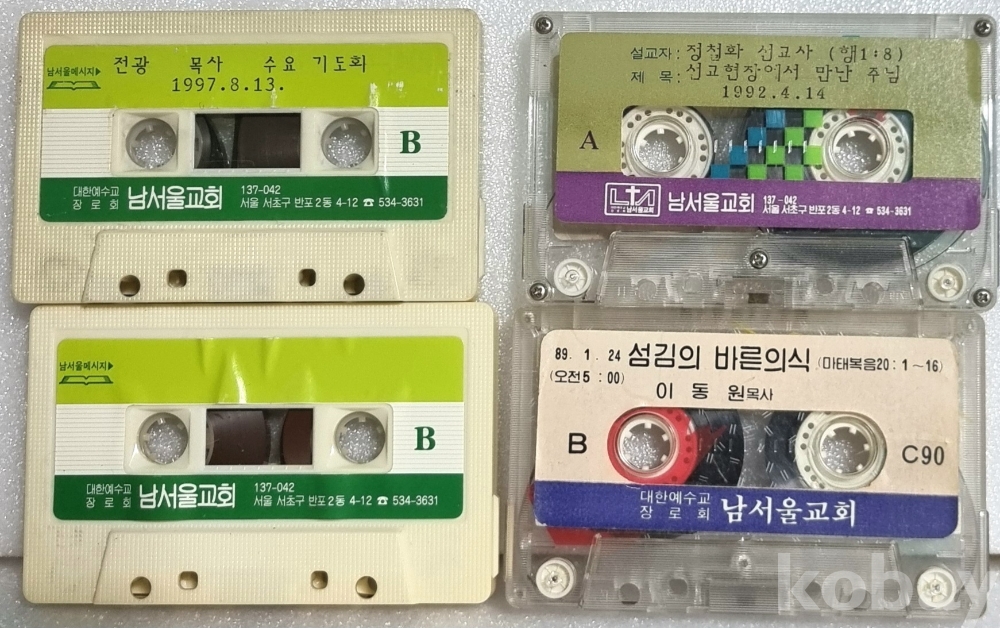 남서울메시지▶
전광 목사 수요 기도회
1997.8.13.
B
대한예수교
장로회
남서울교회
137-042
서울 서초구 반포2동 4-12 ☎ 534-3631
설교자: 정철화 선교사 (행1:8)
제 목: 선교현장에서 만난 주님
1992.4.14
A
남서울교회
137-042
서울 서초구 반포2동 4-12 ☎ 534-3631
남서울메시지▶
B
대한예수교
장로회
남서울교회
137-042
서울 서초구 반포2동 4-12 ☎ 534-3631
89. 1. 24 섬김의 바른의식 (마태복음20:1~16)
(오전5:00)
이동원목사
B
C90
대한예수교
장로회
남서울교회
kobay